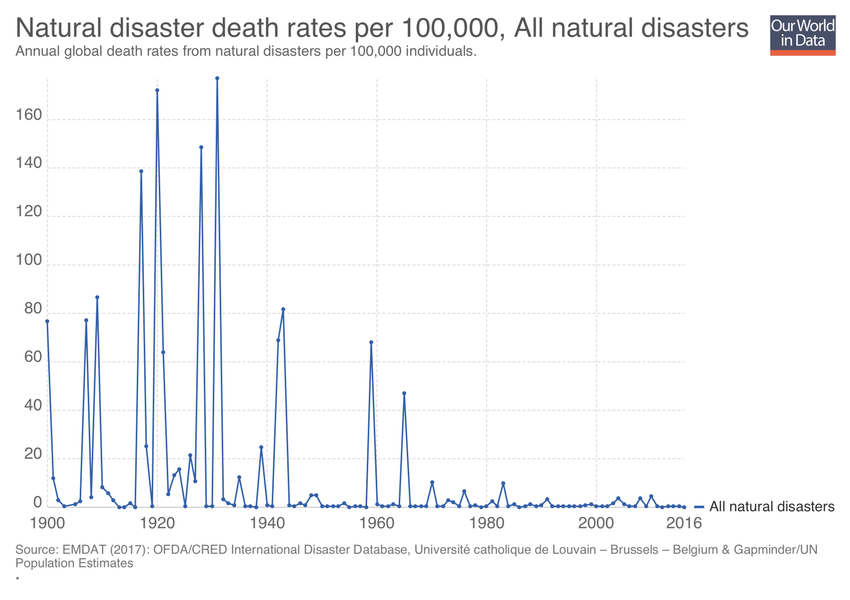 Natural disaster death rates per 100,000, All natural disasters
Our World
in Data
Annual global death rates from natural disasters per 100,000 individuals.
160
140
120
100
80
60
40
20
0
1900 1920 1940 1960 1980 2000 2016
All natural disasters
Source: EMDAT (2017): OFDA/CRED International Disaster Database, Université catholique de Louvain – Brussels – Belgium & Gapminder/UN
Population Estimates
•